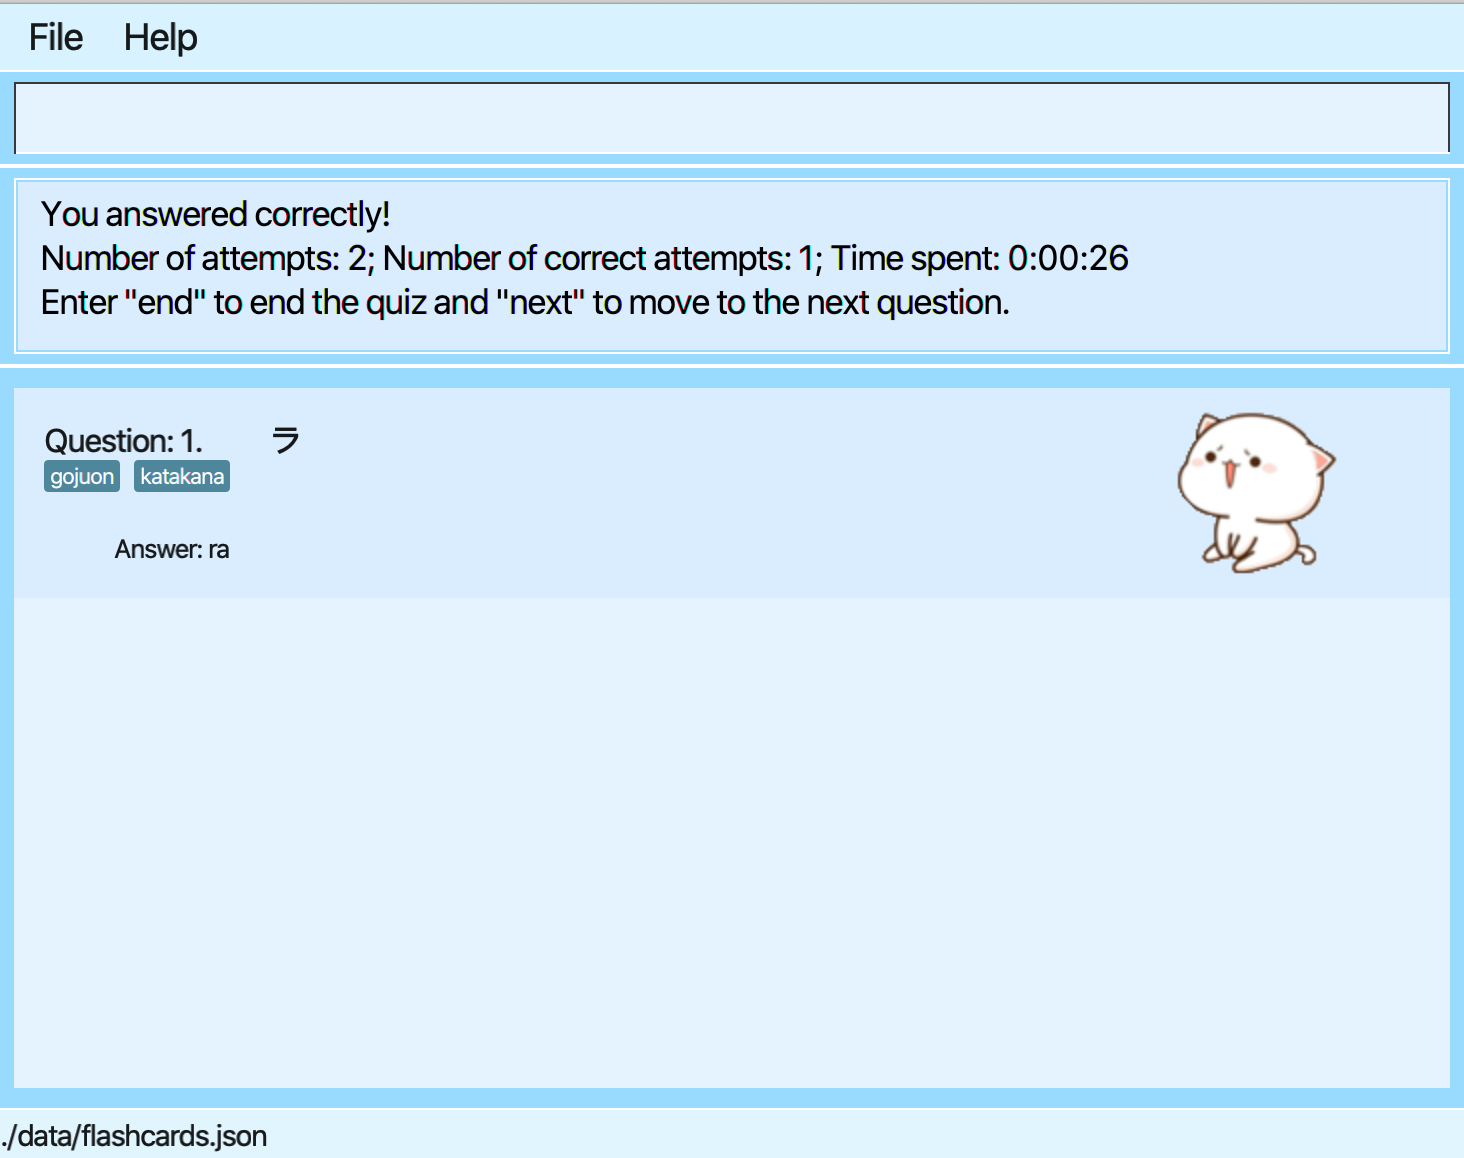 File Help
You answered correctly!
Number of attempts: 2; Number of correct attempts: 1; Time spent: 0:00:26
Enter "end" to end the quiz and "next" to move to the next question.
Question: 1. ラ
gojuon katakana
Answer: ra
./data/flashcards.json